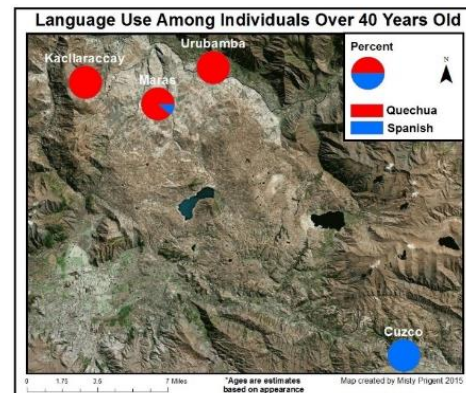 Language Use Among Individuals Over 40 Years Old
Kacllaraccay
Urubamba
Maras
Percent
N
Quechua
Spanish
Cuzco
0 1.75 3.5 7 Miles
*Ages are estimates
based on appearance
Map created by Misty Prigent 2015